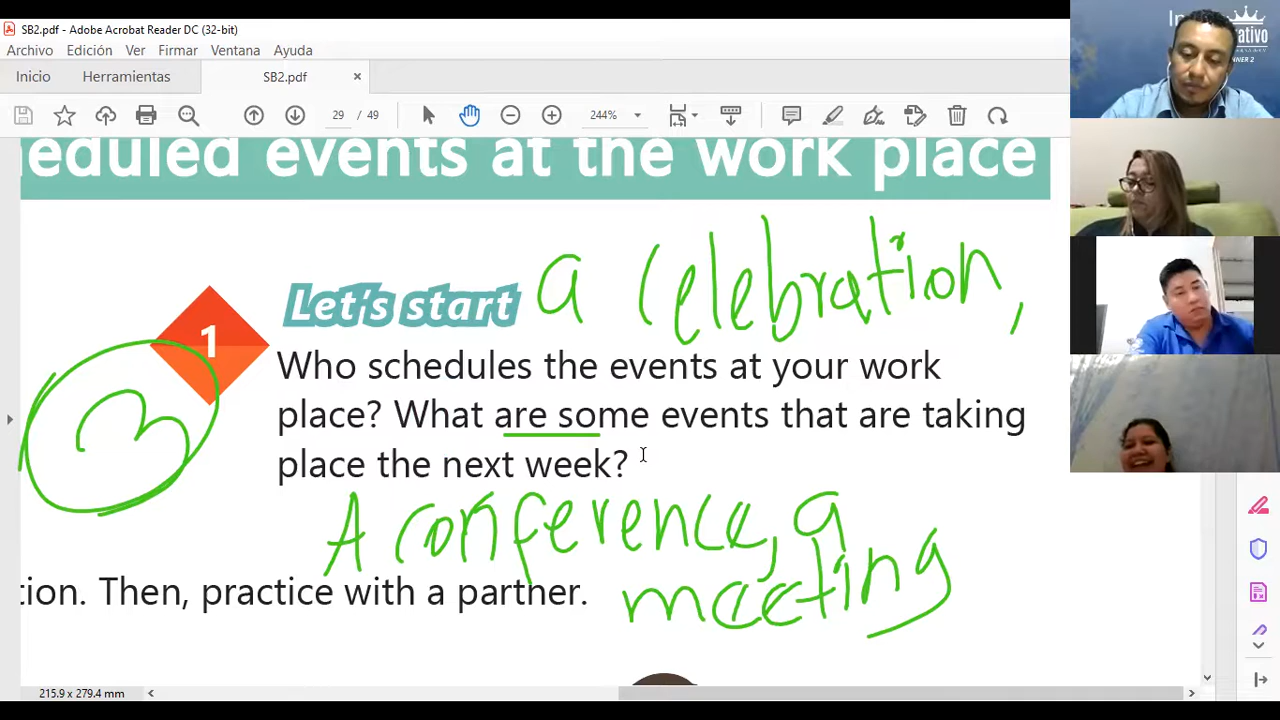 SB2.pdf - Adobe Acrobat Reader DC (32-bit)
Archivo Edición Ver Firmar Ventana Ayuda
Inicio Herramientas SB2.pdf ×
29 / 49 244%
heduled events at the work place
a celebration,
Let's start
1
3
Who schedules the events at your work
place? What are some events that are taking
place the next week?
A conference, a
meeting
tion. Then, practice with a partner.
215.9 x 279.4 mm